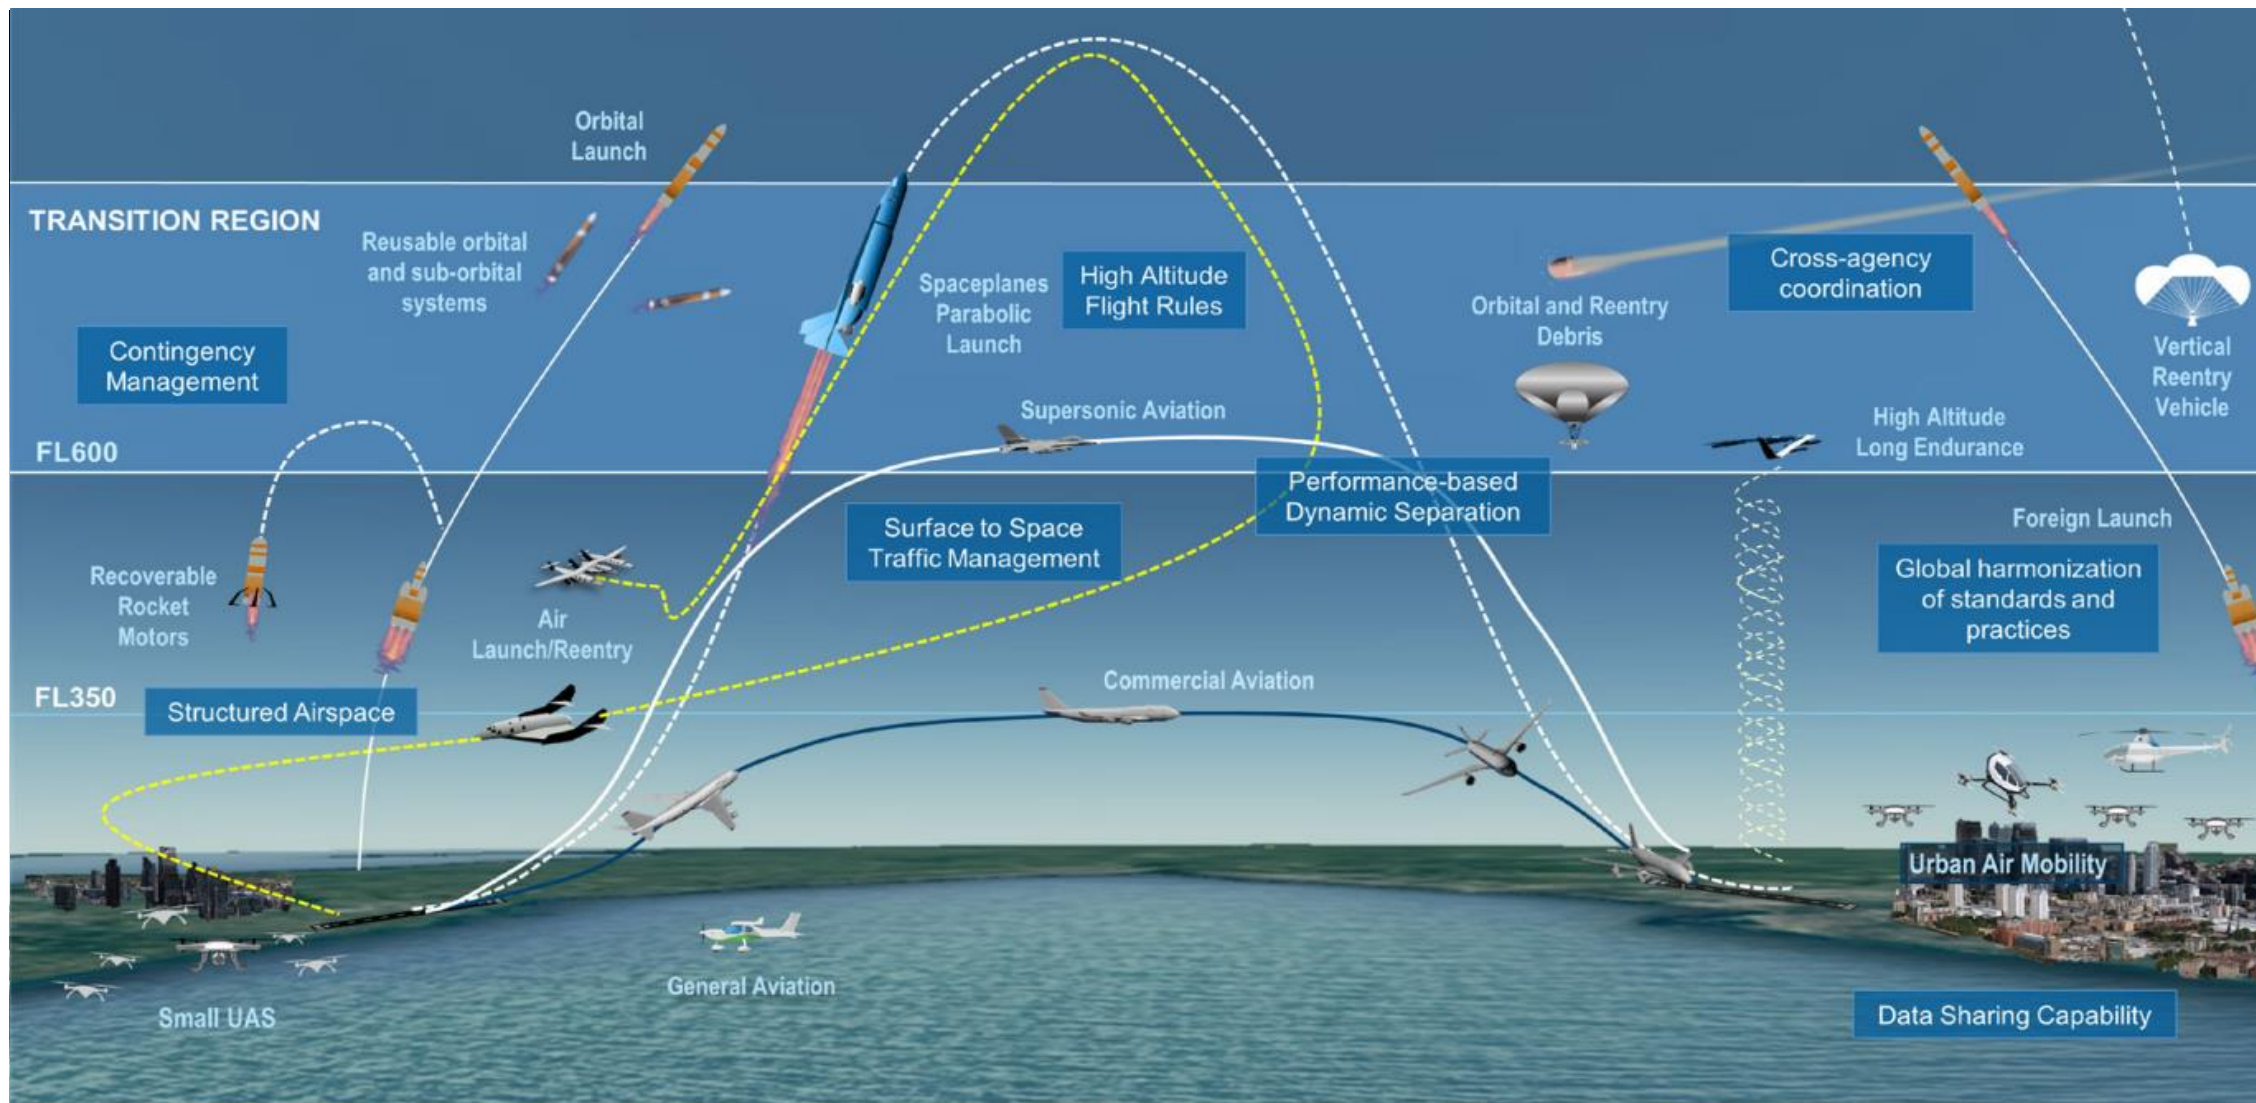 Orbital
Launch
TRANSITION REGION
Reusable orbital
and sub-orbital
systems
Spaceplanes
Parabolic
Launch
High Altitude
Flight Rules
Cross-agency
coordination
Orbital and Reentry
Debris
Vertical
Reentry
Vehicle
Contingency
Management
Supersonic Aviation
High Altitude
Long Endurance
FL600
Performance-based
Dynamic Separation
Surface to Space
Traffic Management
Foreign Launch
Global harmonization
of standards and
practices
Recoverable
Rocket
Motors
Air
Launch/Reentry
Commercial Aviation
FL350
Structured Airspace
Urban Air Mobility
General Aviation
Small UAS
Data Sharing Capability